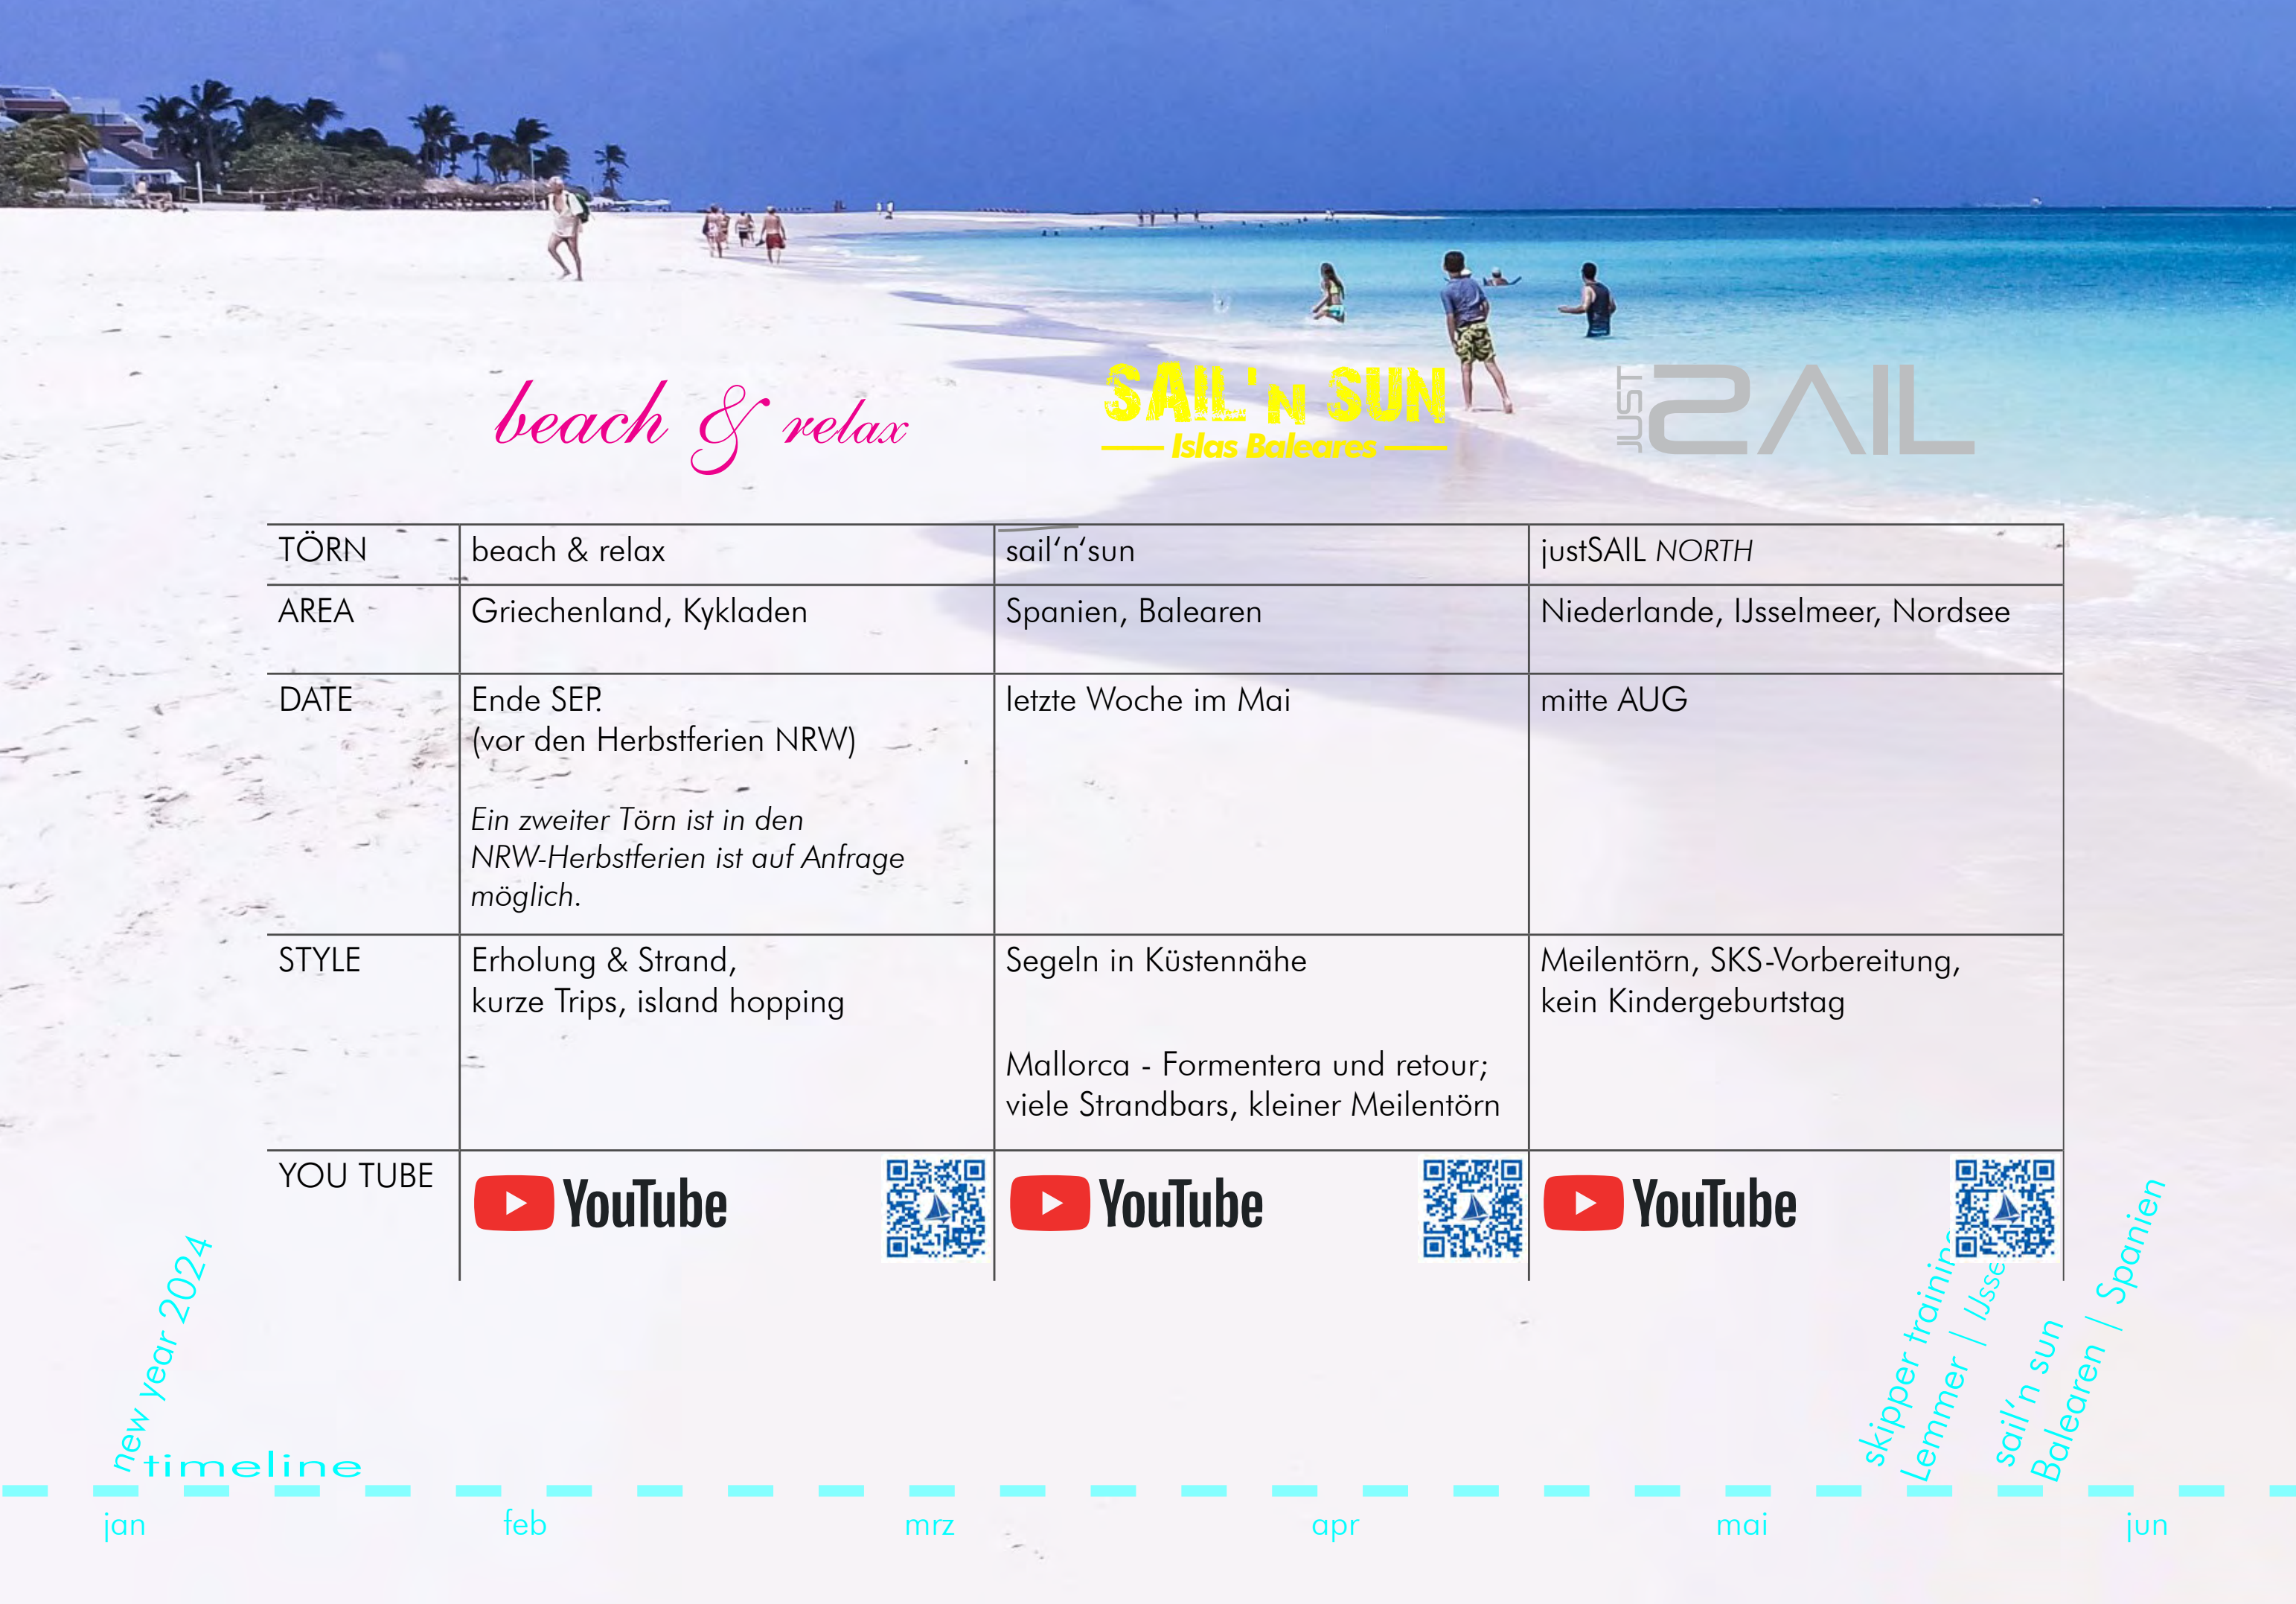 beach & relax
SAIL'N SUN
Islas Baleares
JUST SAIL
TÖRN
beach & relax
sail‘n‘sun
justSAIL NORTH
AREA
Griechenland, Kykladen
Spanien, Balearen
Niederlande, IJsselmeer, Nordsee
DATE
Ende SEP.
(vor den Herbstferien NRW)
Ein zweiter Törn ist in den
NRW-Herbstferien ist auf Anfrage
möglich.
letzte Woche im Mai
mitte AUG
STYLE
Erholung & Strand,
kurze Trips, island hopping
Segeln in Küstennähe
Mallorca - Formentera und retour;
viele Strandbars, kleiner Meilentörn
Meilentörn, SKS-Vorbereitung,
kein Kindergeburtstag
YOU TUBE
YouTube
YouTube
YouTube
new year 2024
timeline
skipper training
Lemmer |
sail‘n sun
Balearen | Spanien
jan
feb
mrz
apr
mai
jun